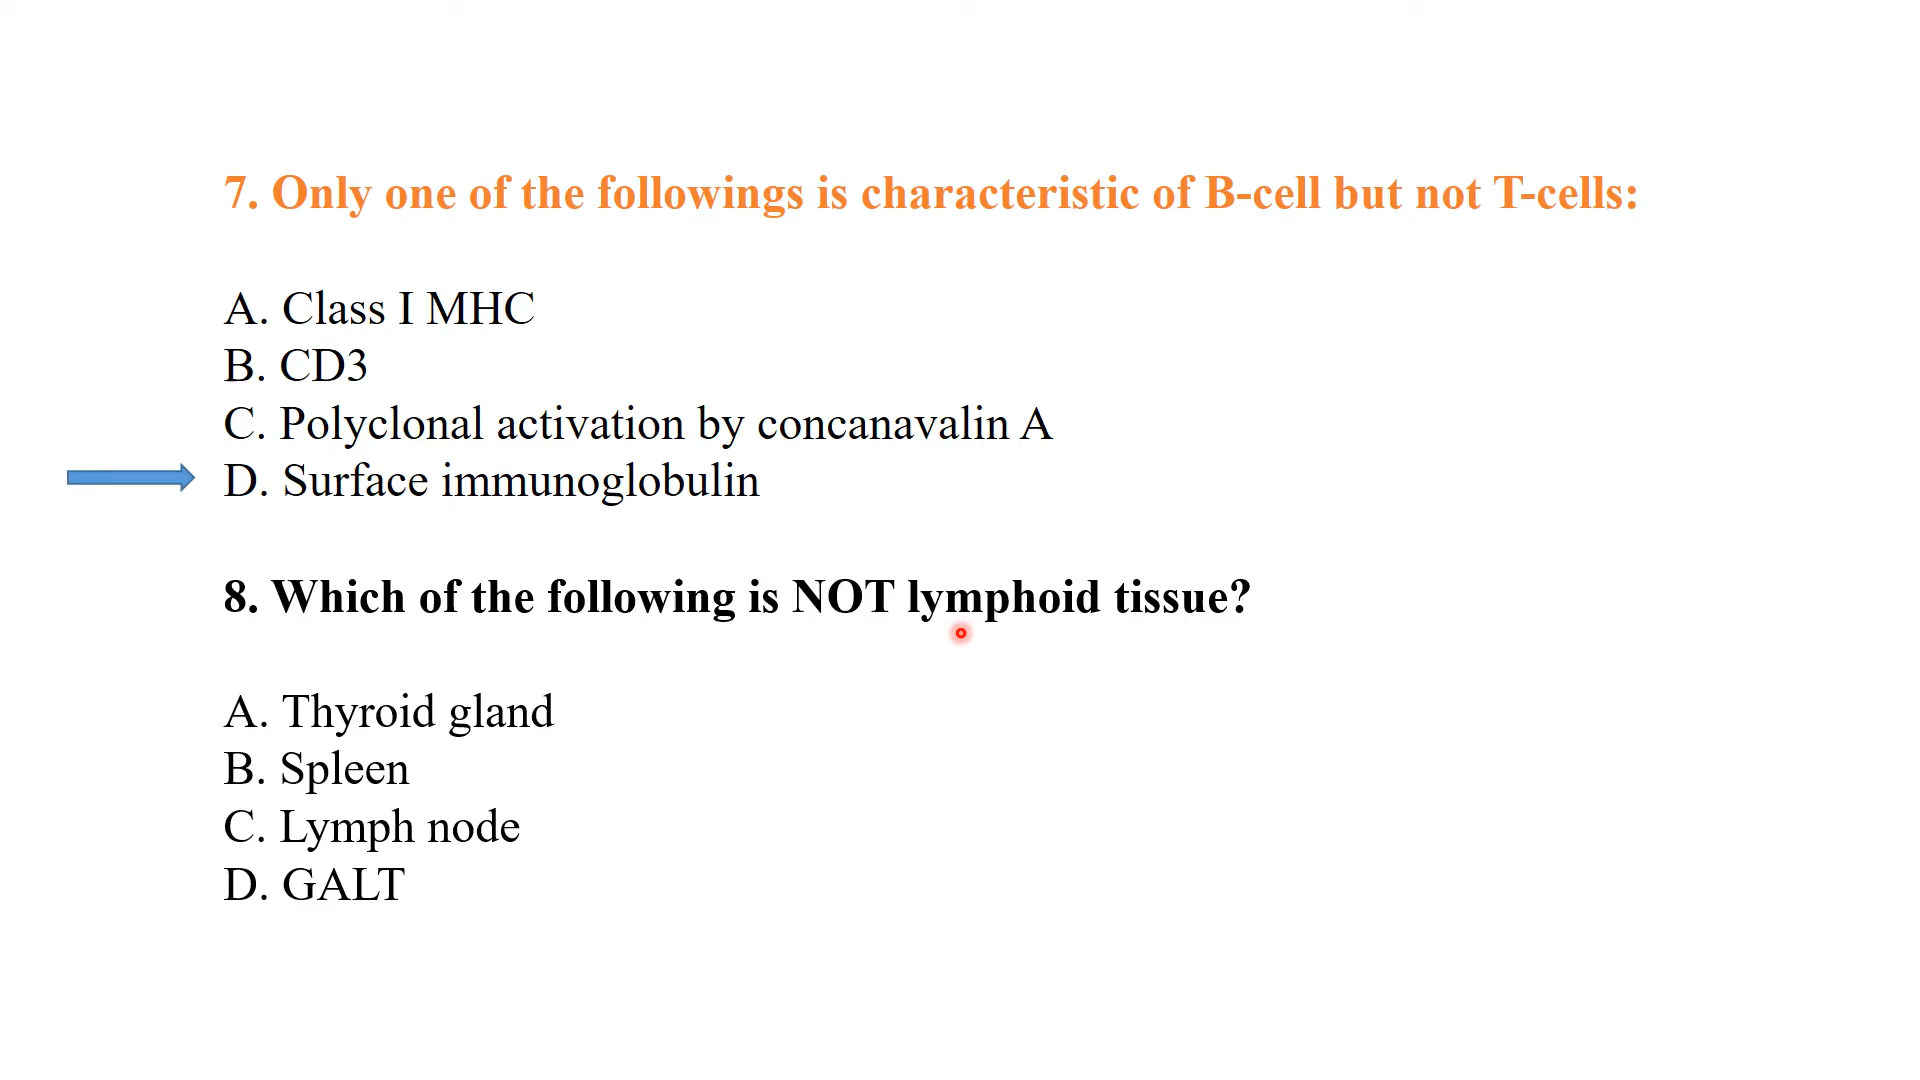 7. Only one of the followings is characteristic of B-cell but not T-cells:
A. Class I MHC
B. CD3
C. Polyclonal activation by concanavalin A
D. Surface immunoglobulin
8. Which of the following is NOT lymphoid tissue?
A. Thyroid gland
B. Spleen
C. Lymph node
D. GALT